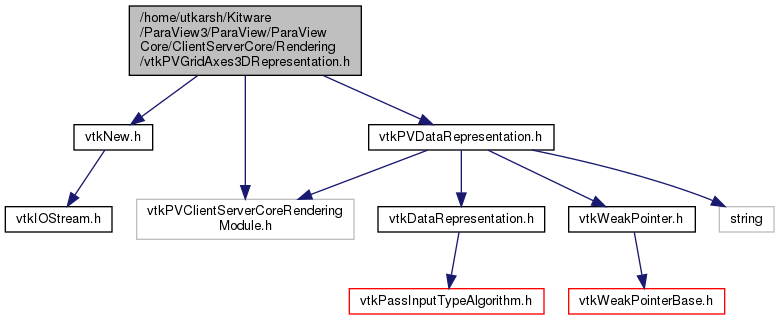 /home/utkarsh/Kitware
/ParaView3/ParaView/ParaView
Core/ClientServerCore/Rendering
/vtkPVGridAxes3DRepresentation.h
vtkNew.h
vtkPVDataRepresentation.h
vtkIOStream.h
vtkPVClientServerCoreRendering
Module.h
vtkDataRepresentation.h
vtkWeakPointer.h
string
vtkPassInputTypeAlgorithm.h
vtkWeakPointerBase.h